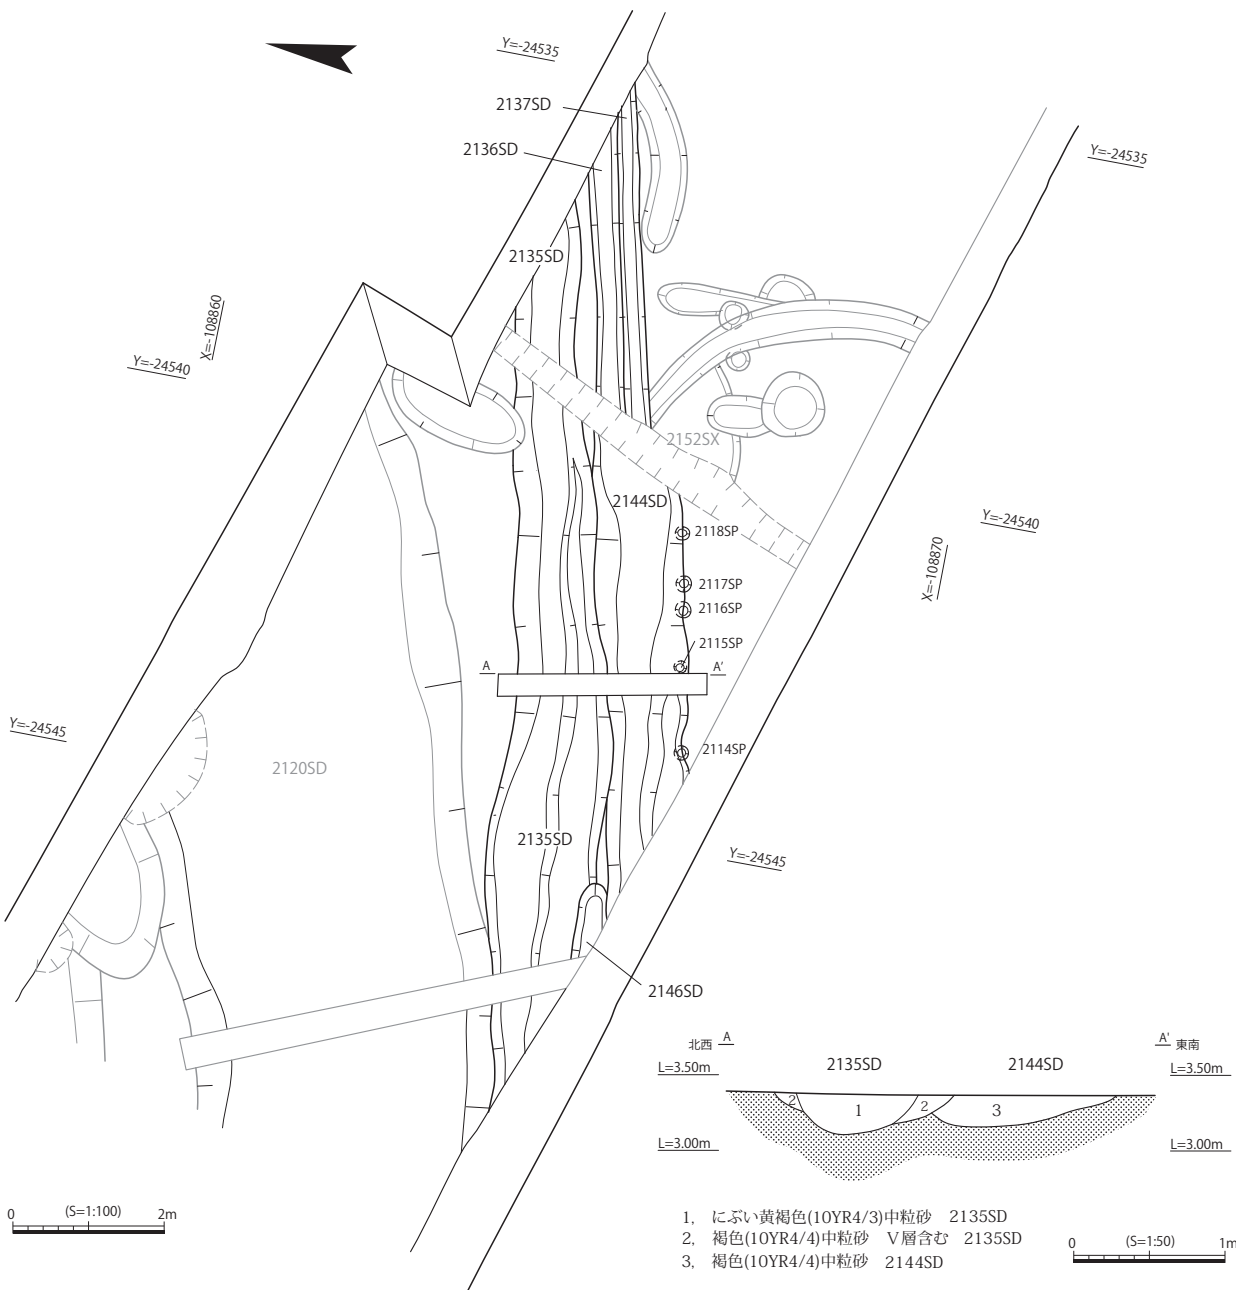 Y=-24535
2137SD
2136SD
Y=-24535
2135SD
X=-108860
Y=-24540
2152SX
2144SD
Y=-24540
2118SP
X=-108870
2117SP
2116SP
2115SP
A
A'
Y=-24545
2114SP
2120SD
2135SD
Y=-24545
2146SD
北西 A
A' 東南
L=3.50m
2135SD
2144SD
L=3.50m
2
1
2
3
L=3.00m
L=3.00m
0 (S=1:100) 2m
1, にぶい黄褐色(10YR4/3)中粒砂 2135SD
2, 褐色(10YR4/4)中粒砂 Ⅴ層含む 2135SD
3, 褐色(10YR4/4)中粒砂 2144SD
0 (S=1:50) 1m